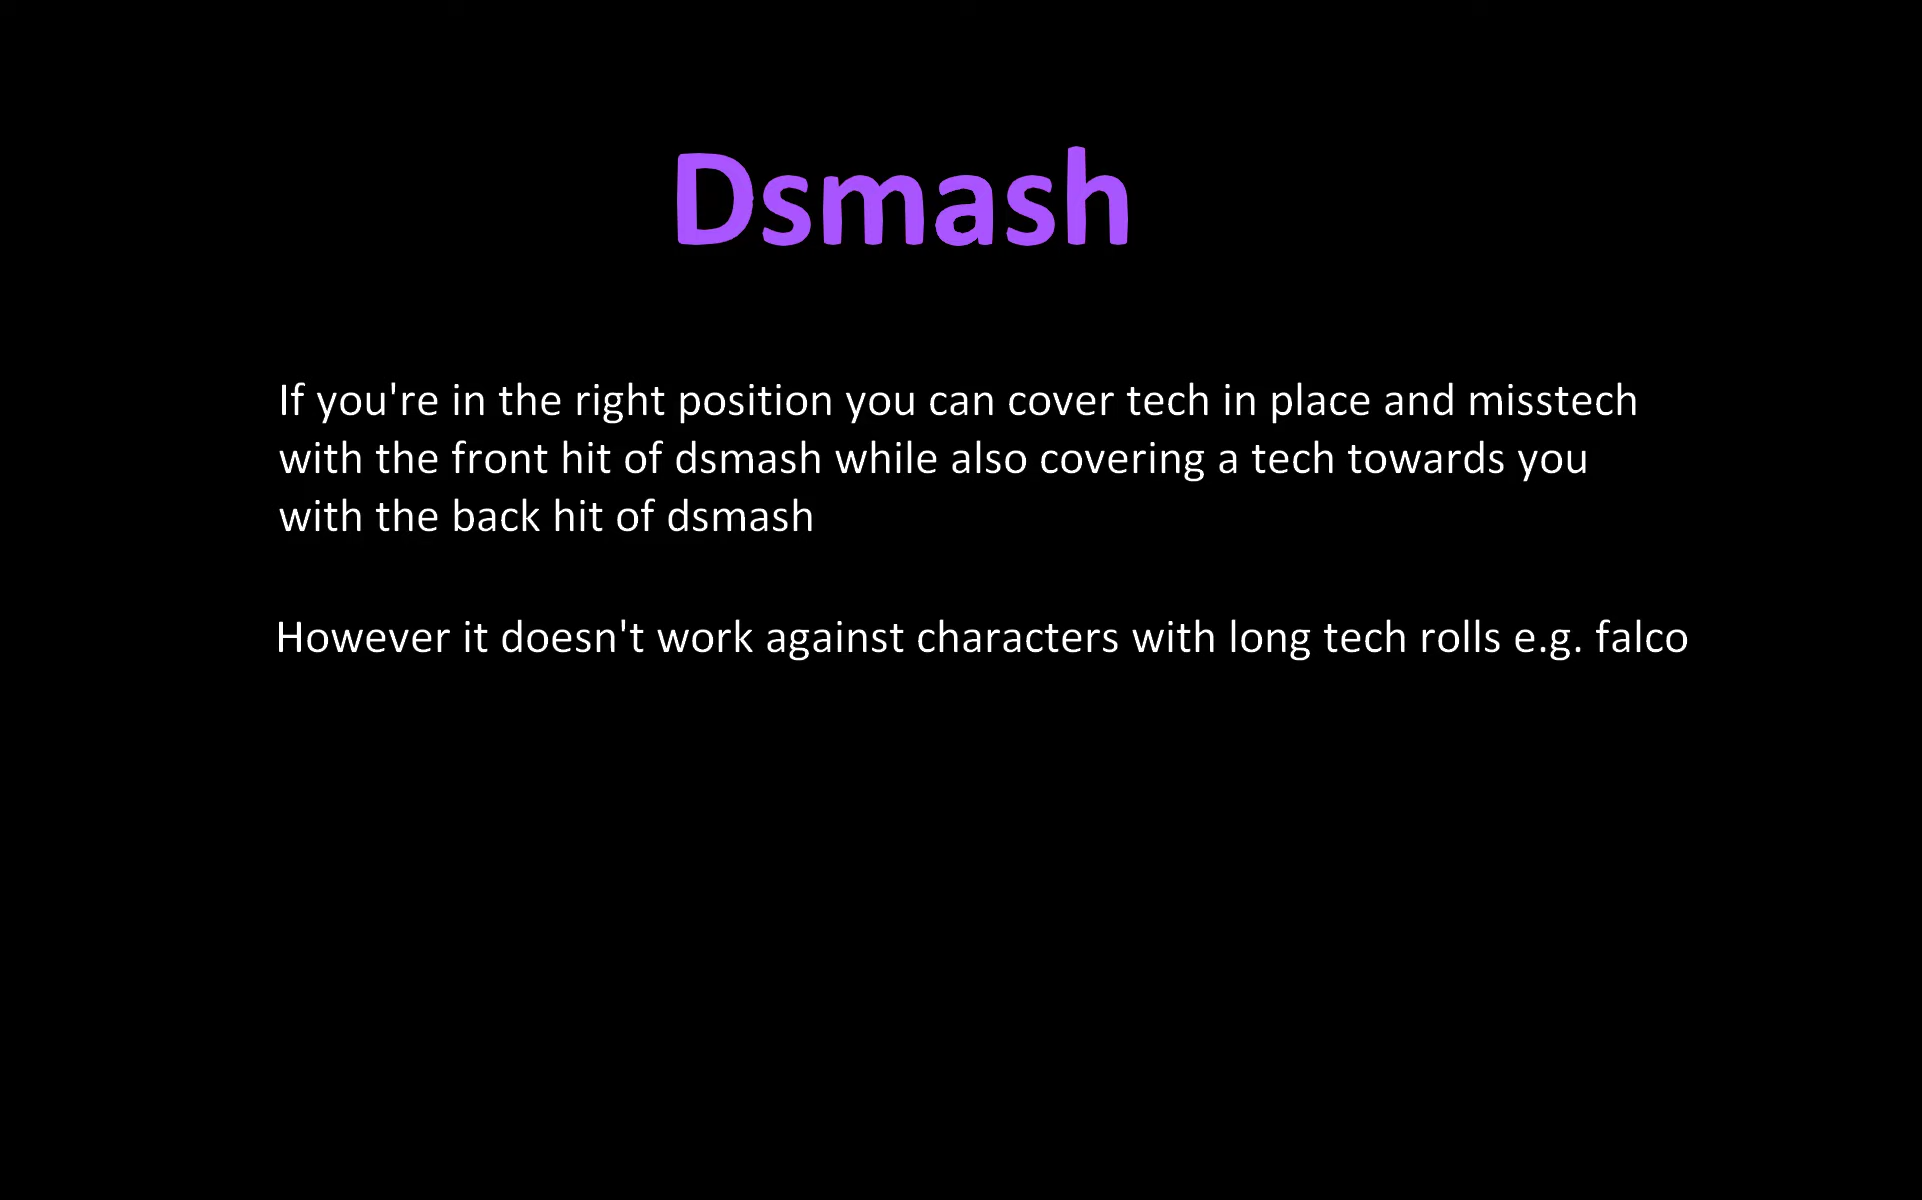 Dsmash
If you're in the right position you can cover tech in place and misstech
with the front hit of dsmash while also covering a tech towards you
with the back hit of dsmash
However it doesn't work against characters with long tech rolls e.g. falco